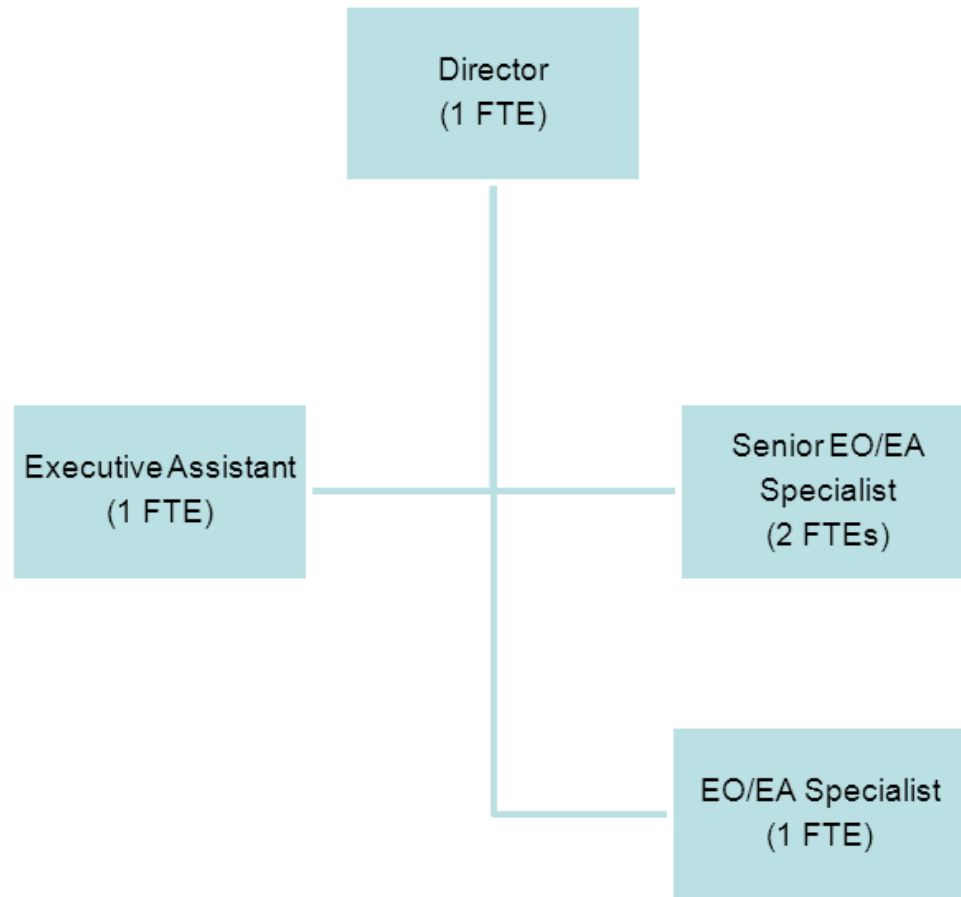 Director
(1 FTE)
Executive Assistant
(1 FTE)
Senior EO/EA
Specialist
(2 FTEs)
EO/EA Specialist
(1 FTE)